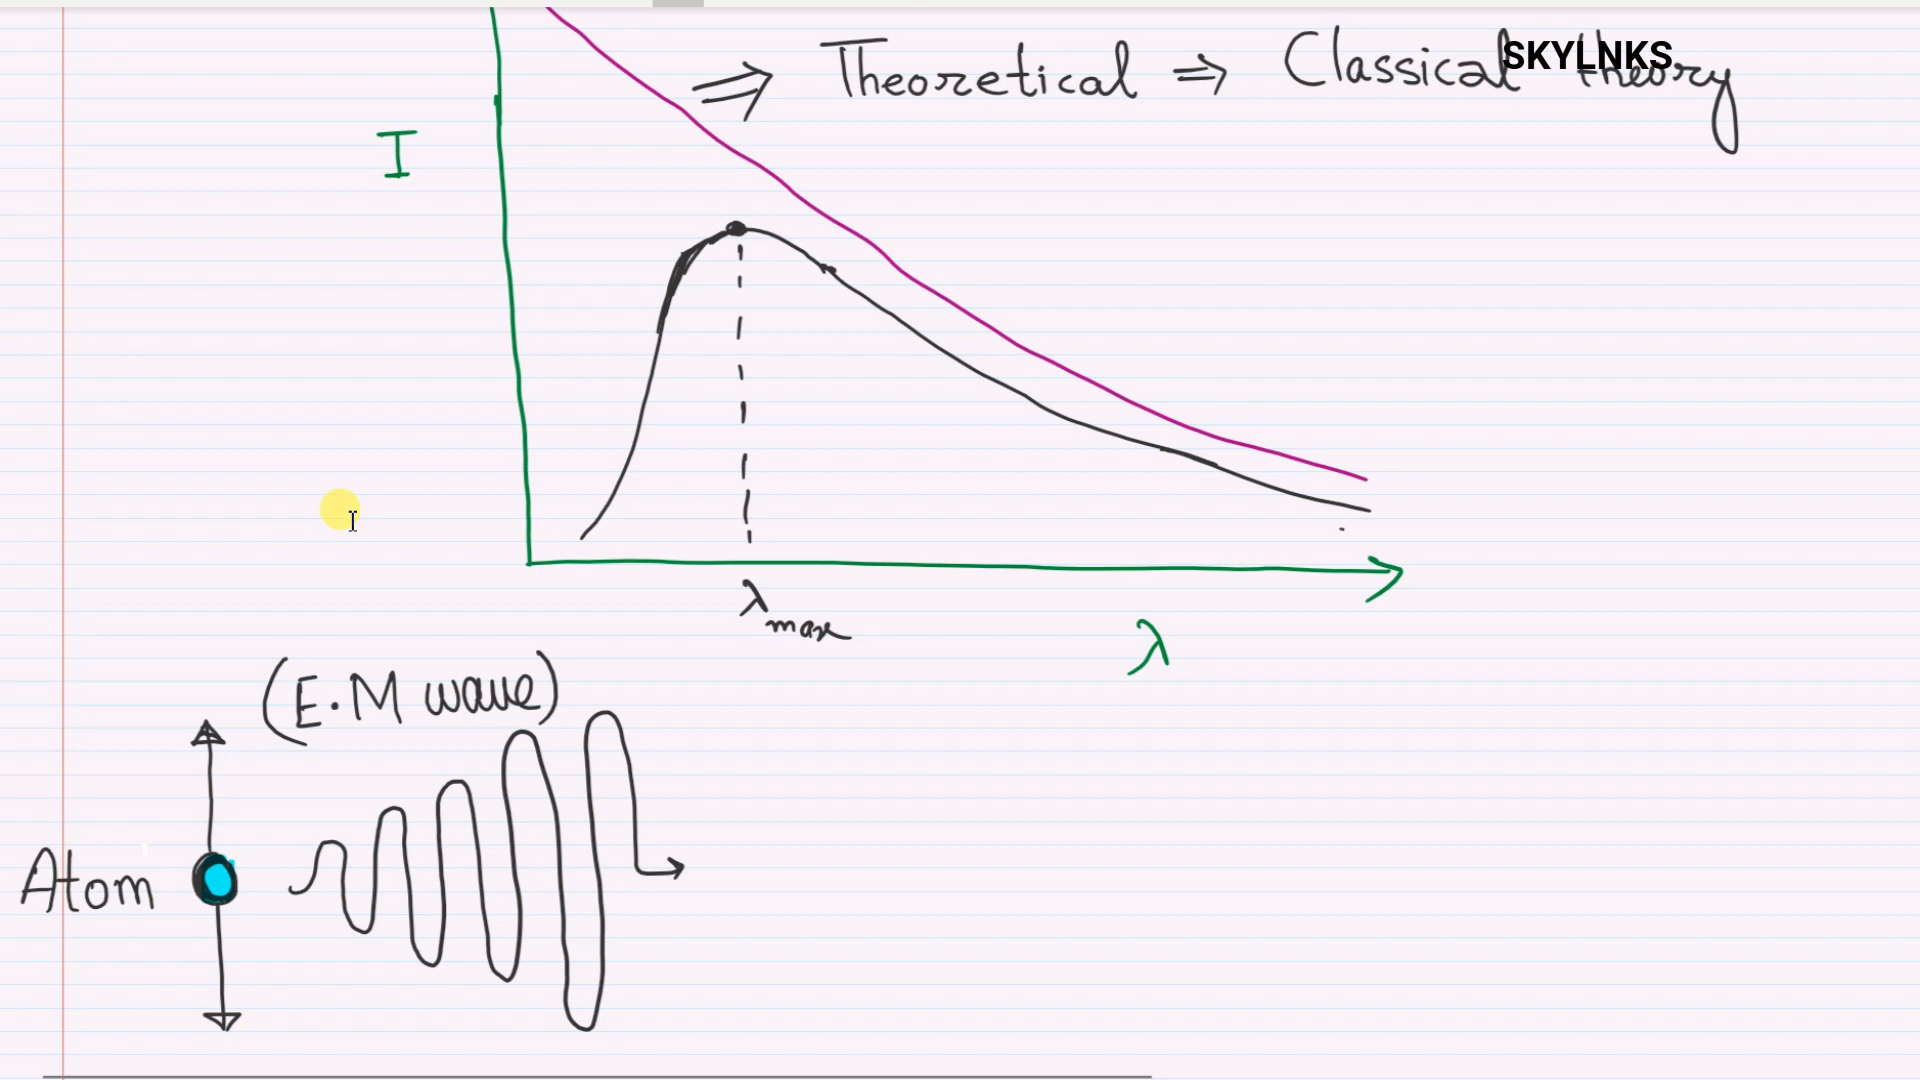 ⇒ Theoretical ⇒ Classical theory
SKYLNKS
I
λmax
λ
(E.M wave)
Atom